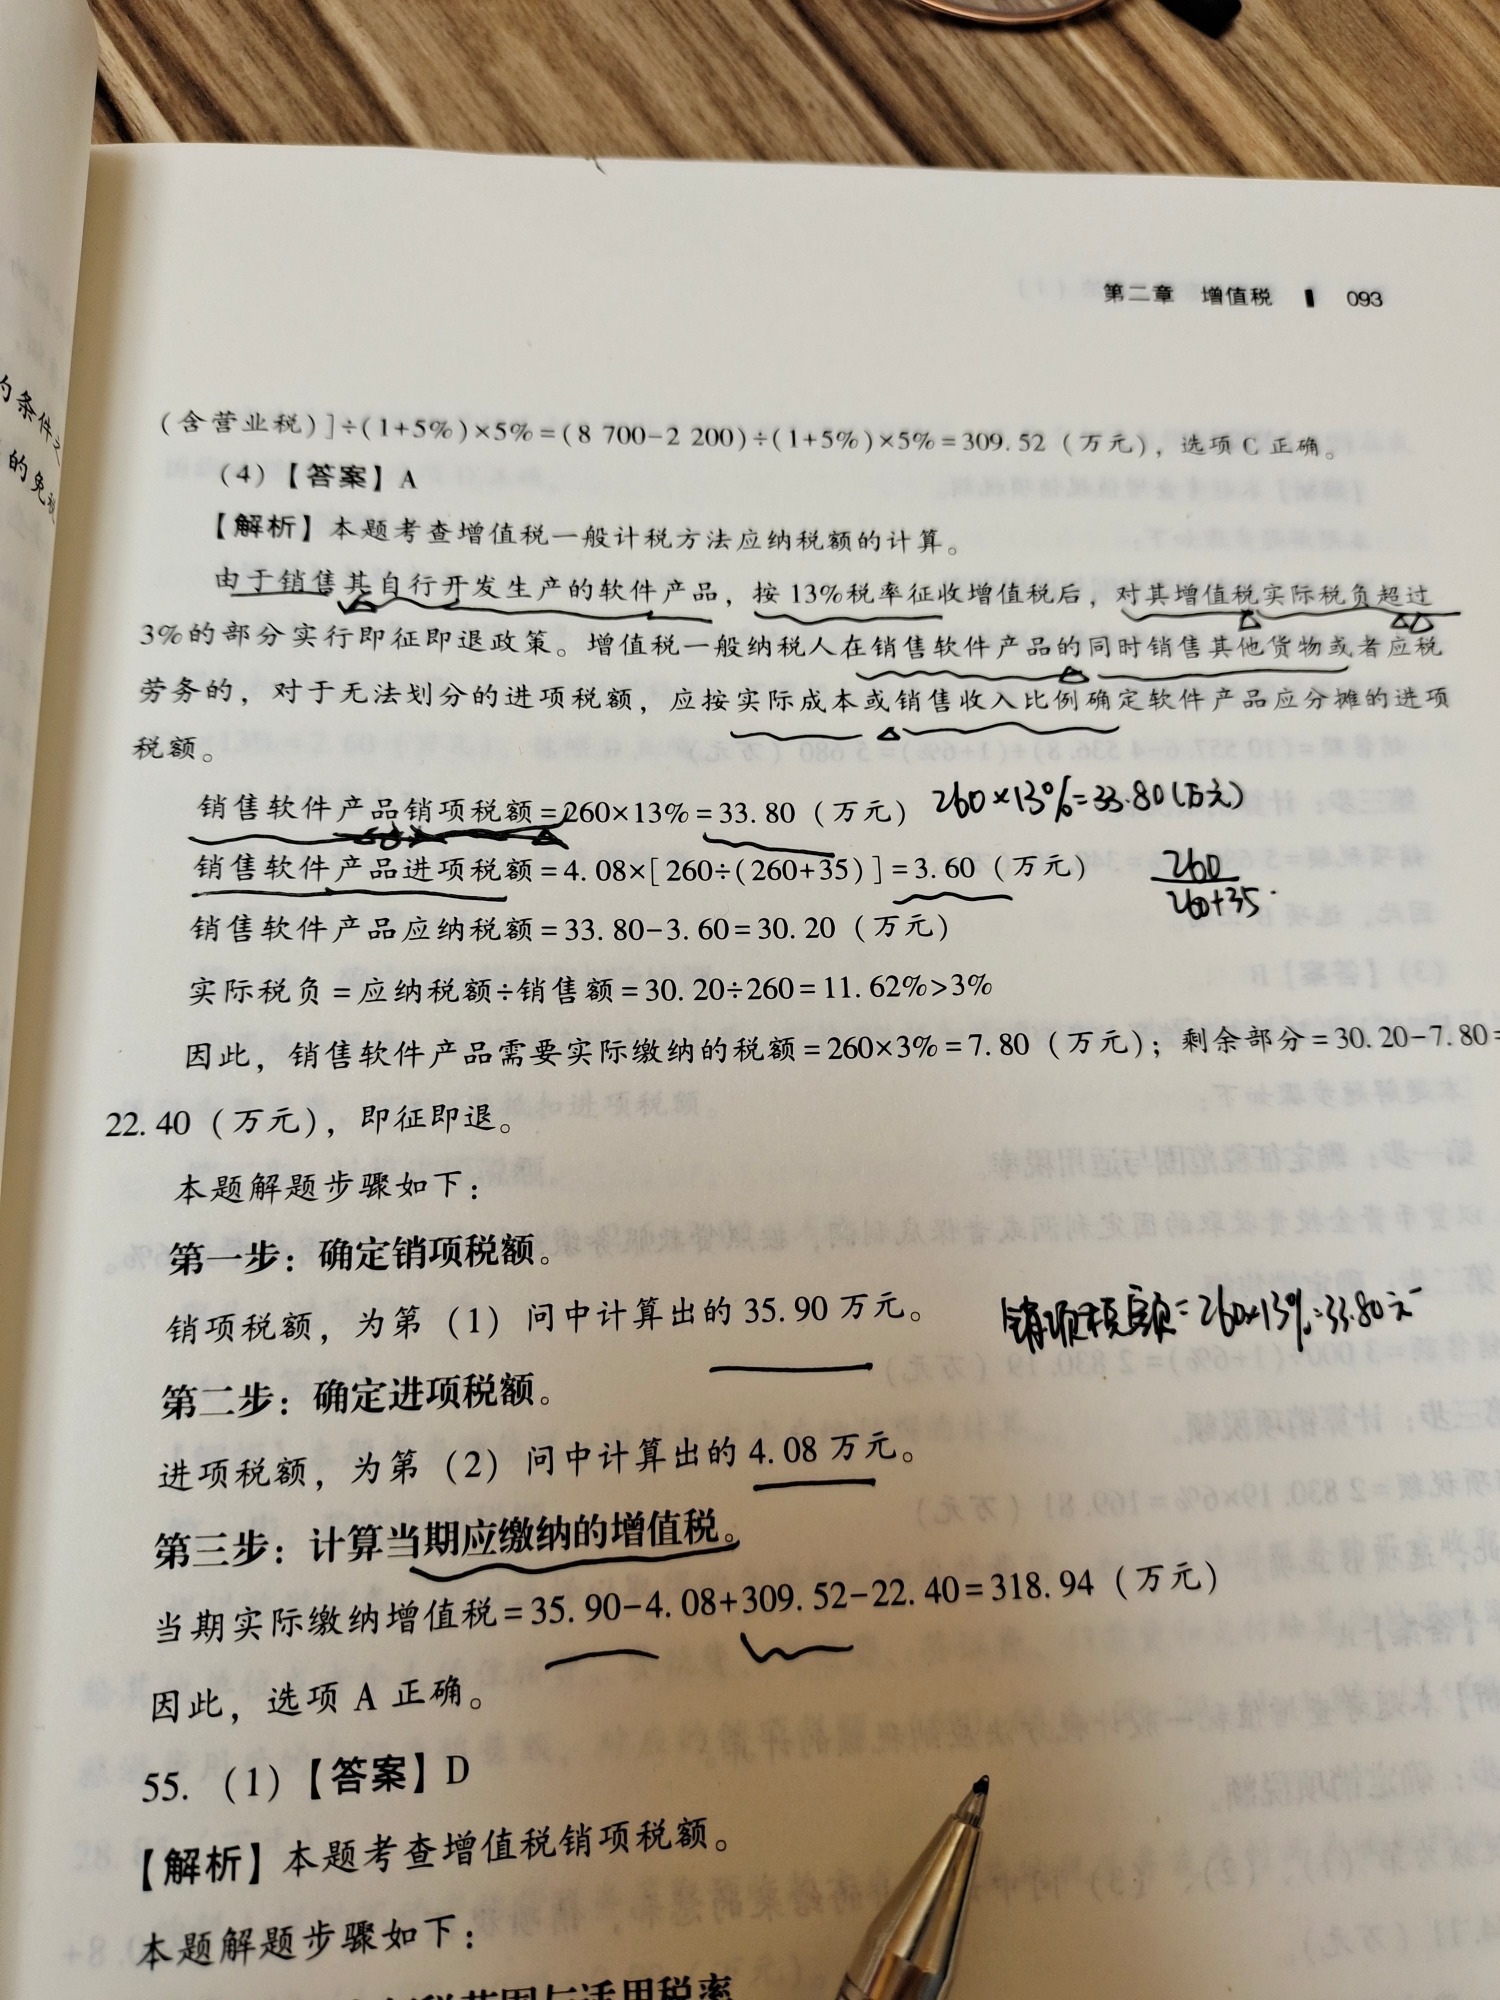 第二章 增值税 093
的条件之
的免税
(含营业税)]÷(1+5%)×5%=(8 700-2 200)÷(1+5%)×5%=309.52（万元），选项C正确。
(4)【答案】A
【解析】本题考查增值税一般计税方法应纳税额的计算。
由于销售其自行开发生产的软件产品，按13%税率征收增值税后，对其增值税实际税负超过
3%的部分实行即征即退政策。增值税一般纳税人在销售软件产品的同时销售其他货物或者应税
劳务的，对于无法划分的进项税额，应按实际成本或销售收入比例确定软件产品应分摊的进项
税额。
销售软件产品销项税额=260×13%=33.80（万元） 260×13%=33.80(万元)
销售软件产品进项税额=4.08×[260÷(260+35)]=3.60（万元） 260
260+35
销售软件产品应纳税额=33.80-3.60=30.20（万元）
实际税负=应纳税额÷销售额=30.20÷260=11.62%>3%
因此，销售软件产品需要实际缴纳的税额=260×3%=7.80（万元）；剩余部分=30.20-7.80=
22.40（万元），即征即退。
本题解题步骤如下：
第一步：确定销项税额。
销项税额，为第（1）问中计算出的35.90万元。 销项税额=260×13%=33.80元
第二步：确定进项税额。
进项税额，为第（2）问中计算出的4.08万元。
第三步：计算当期应缴纳的增值税。
当期实际缴纳增值税=35.90-4.08+309.52-22.40=318.94（万元）
因此，选项A正确。
55.（1）【答案】D
【解析】本题考查增值税销项税额。
本题解题步骤如下：
范围与适用税率